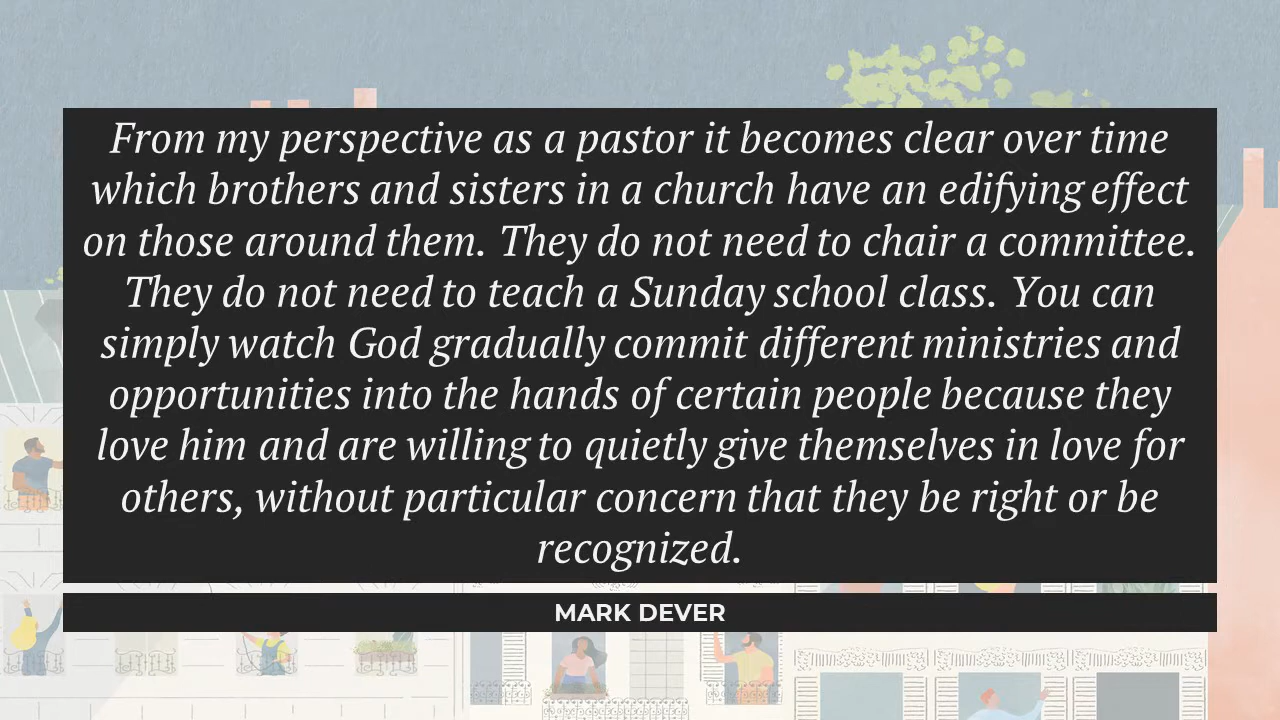 From my perspective as a pastor it becomes clear over time
which brothers and sisters in a church have an edifying effect
on those around them. They do not need to chair a committee.
They do not need to teach a Sunday school class. You can
simply watch God gradually commit different ministries and
opportunities into the hands of certain people because they
love him and are willing to quietly give themselves in love for
others, without particular concern that they be right or be
recognized.
MARK DEVER